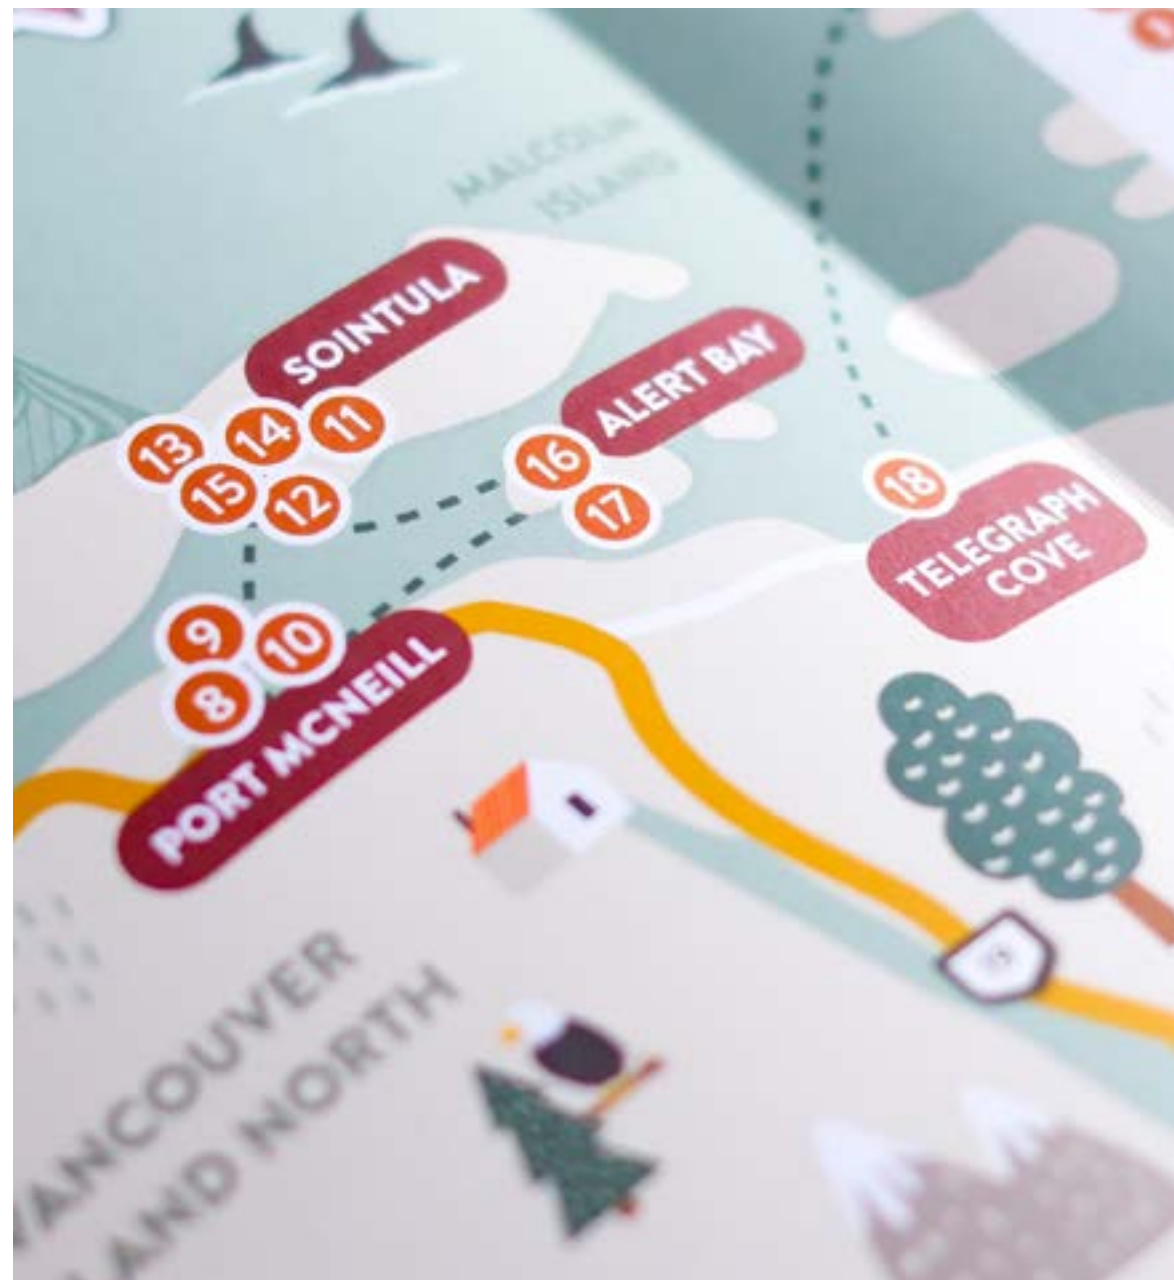 MALCOLM
ISLAND
SOINTULA
13
14
11
15
12
ALERT BAY
16
17
18
TELEGRAPH
COVE
9
10
8
PORT MCNEILL
VANCOUVER
LAND NORTH